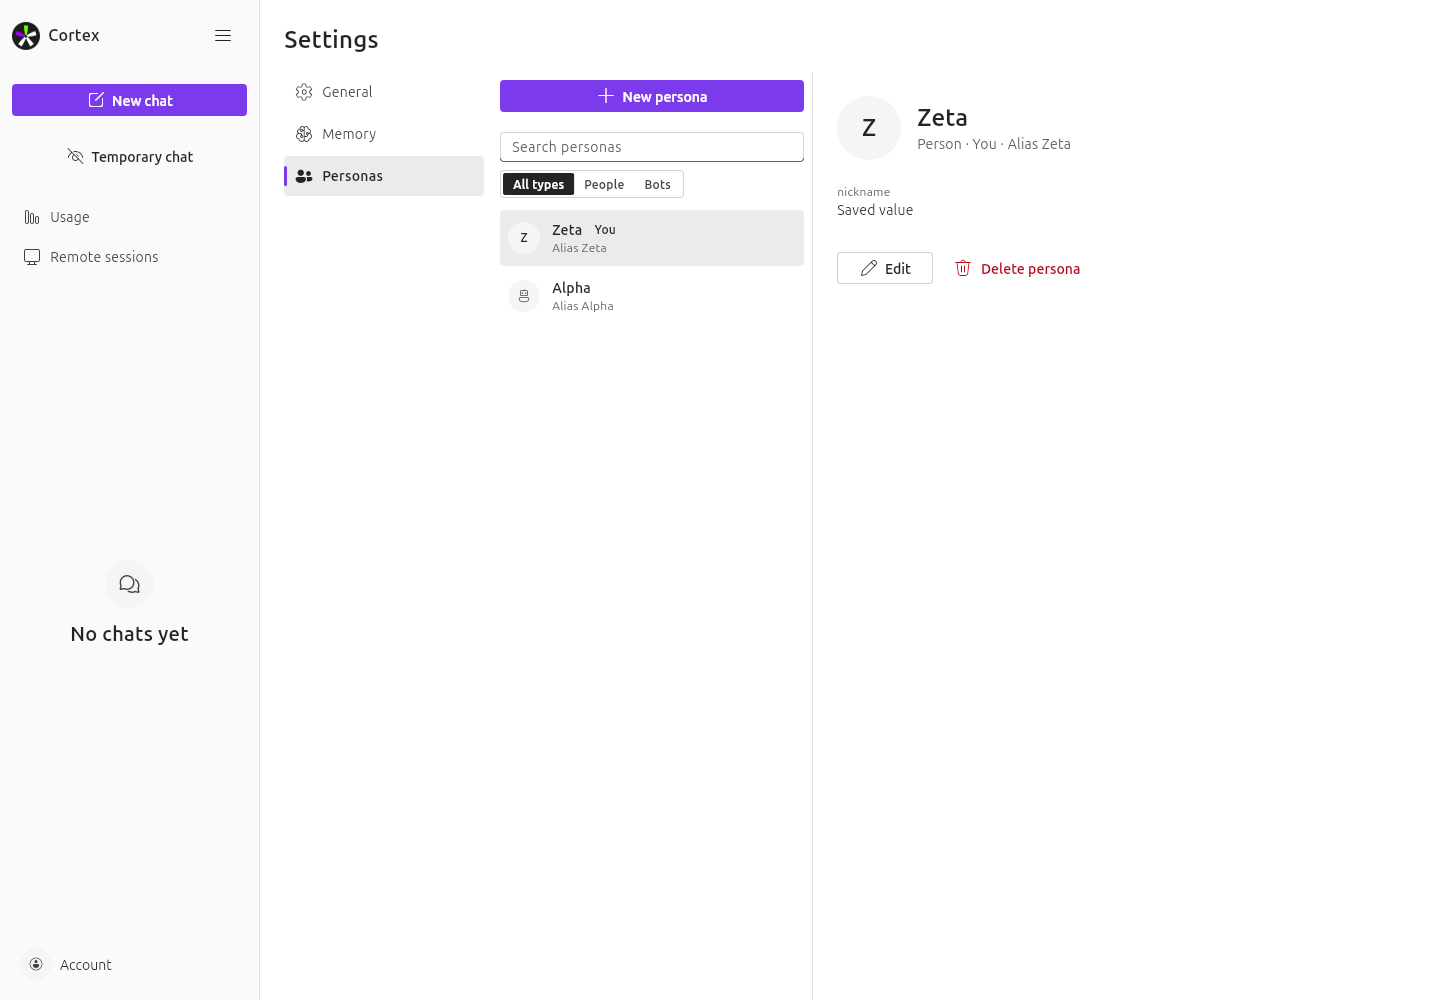 Cortex
New chat
Temporary chat
Usage
Remote sessions
No chats yet
Account
Settings
General
Memory
Personas
New persona
Search personas
All types People Bots
Z
Zeta You
Alias Zeta
Alpha
Alias Alpha
Z
Zeta
Person · You · Alias Zeta
nickname
Saved value
Edit Delete persona